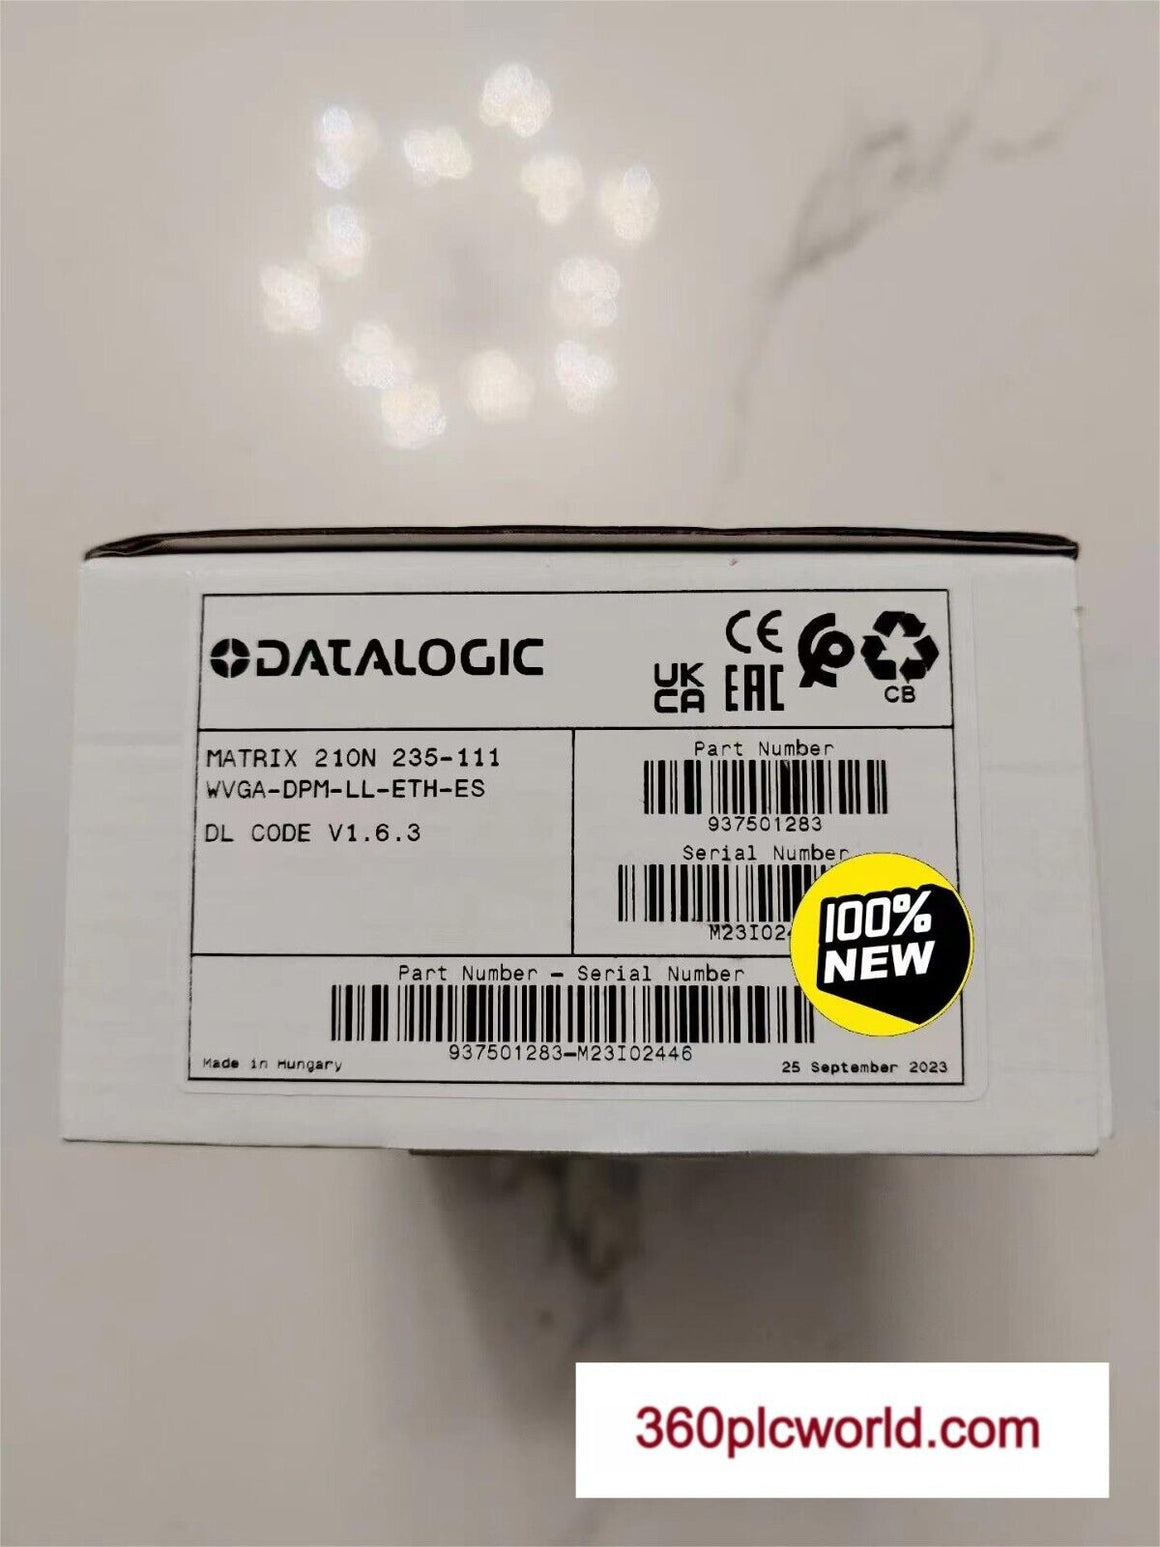 DATALOGIC
CE
UK
CA
EAC
CB
MATRIX 210N 235-111
WVGA-DPM-LL-ETH-ES
DL CODE V1.6.3
Part Number
937501283
Serial Number
M23I02
100%
NEW
Part Number - Serial Number
937501283-M23I02446
Made in Hungary
25 September 2023
360plcworld.com